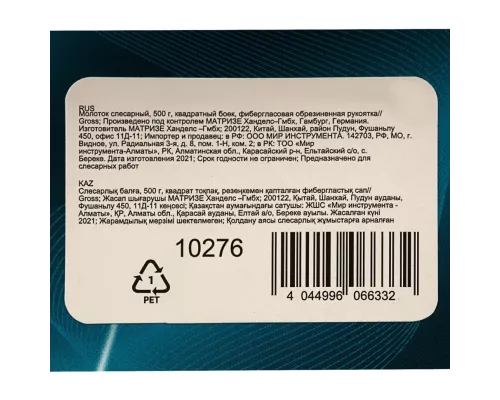 RUS
Молоток слесарный, 500 г, квадратный боек, фибергласовая обрезиненная рукоятка//
Gross; Произведено под контролем МАТРИЗЕ Ханделс-Гмбх, Гамбург, Германия.
Изготовитель МАТРИЗЕ Ханделс –Гмбх; 200122, Китай, Шанхай, район Пудун, Фушаньлу
450, офис 11Д-11; Импортер и продавец: в РФ: ООО МИР ИНСТРУМЕНТА. 142703, РФ, МО, г.
Видное, ул. Радиальная 3-я, д. 8, пом. 1-Н, ком. 2; в РК: ТОО «Мир
инструмента-Алматы», РК, Алматинская обл., Карасайский р-н, Ельтайский с/о, с.
Береке. Дата изготовления 2021; Срок годности не ограничен; Предназначено для
слесарных работ
KAZ
Слесарлық балға, 500 г, квадрат тоқпақ, резеңкемен капталған фибергластық сап//
Gross; Жасап шығарушы МАТРИЗЕ Ханделс –Гмбх; 200122, Қытай, Шанхай, Пудун ауданы,
Фушаньлу 450, 11Д-11 кеңсесі; Қазақстан аумағындағы сатушы: ЖШС «Мир инструмента -
Алматы», ҚР, Алматы обл., Қарасай ауданы, Елтай а/о, Береке ауылы. Жасалған күні
2021; Жарамдылық мерзімі шектелмеген; Қолдану аясы слесарлық жұмыстарға арналған
10276
1
PET
4 044996 066332